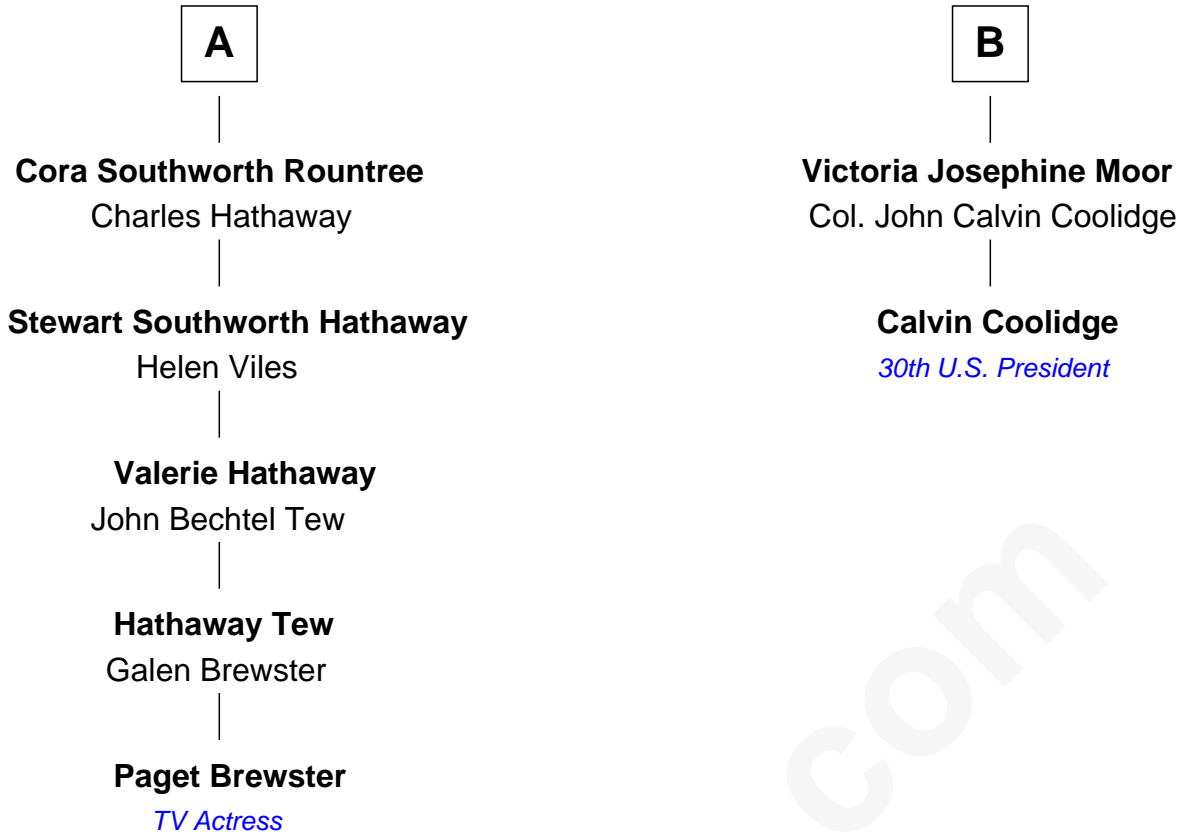 A
Cora Southworth Rountree
Charles Hathaway
Stewart Southworth Hathaway
Helen Viles
Valerie Hathaway
John Bechtel Tew
Hathaway Tew
Galen Brewster
Paget Brewster
TV Actress
B
Victoria Josephine Moor
Col. John Calvin Coolidge
Calvin Coolidge
30th U.S. President
com